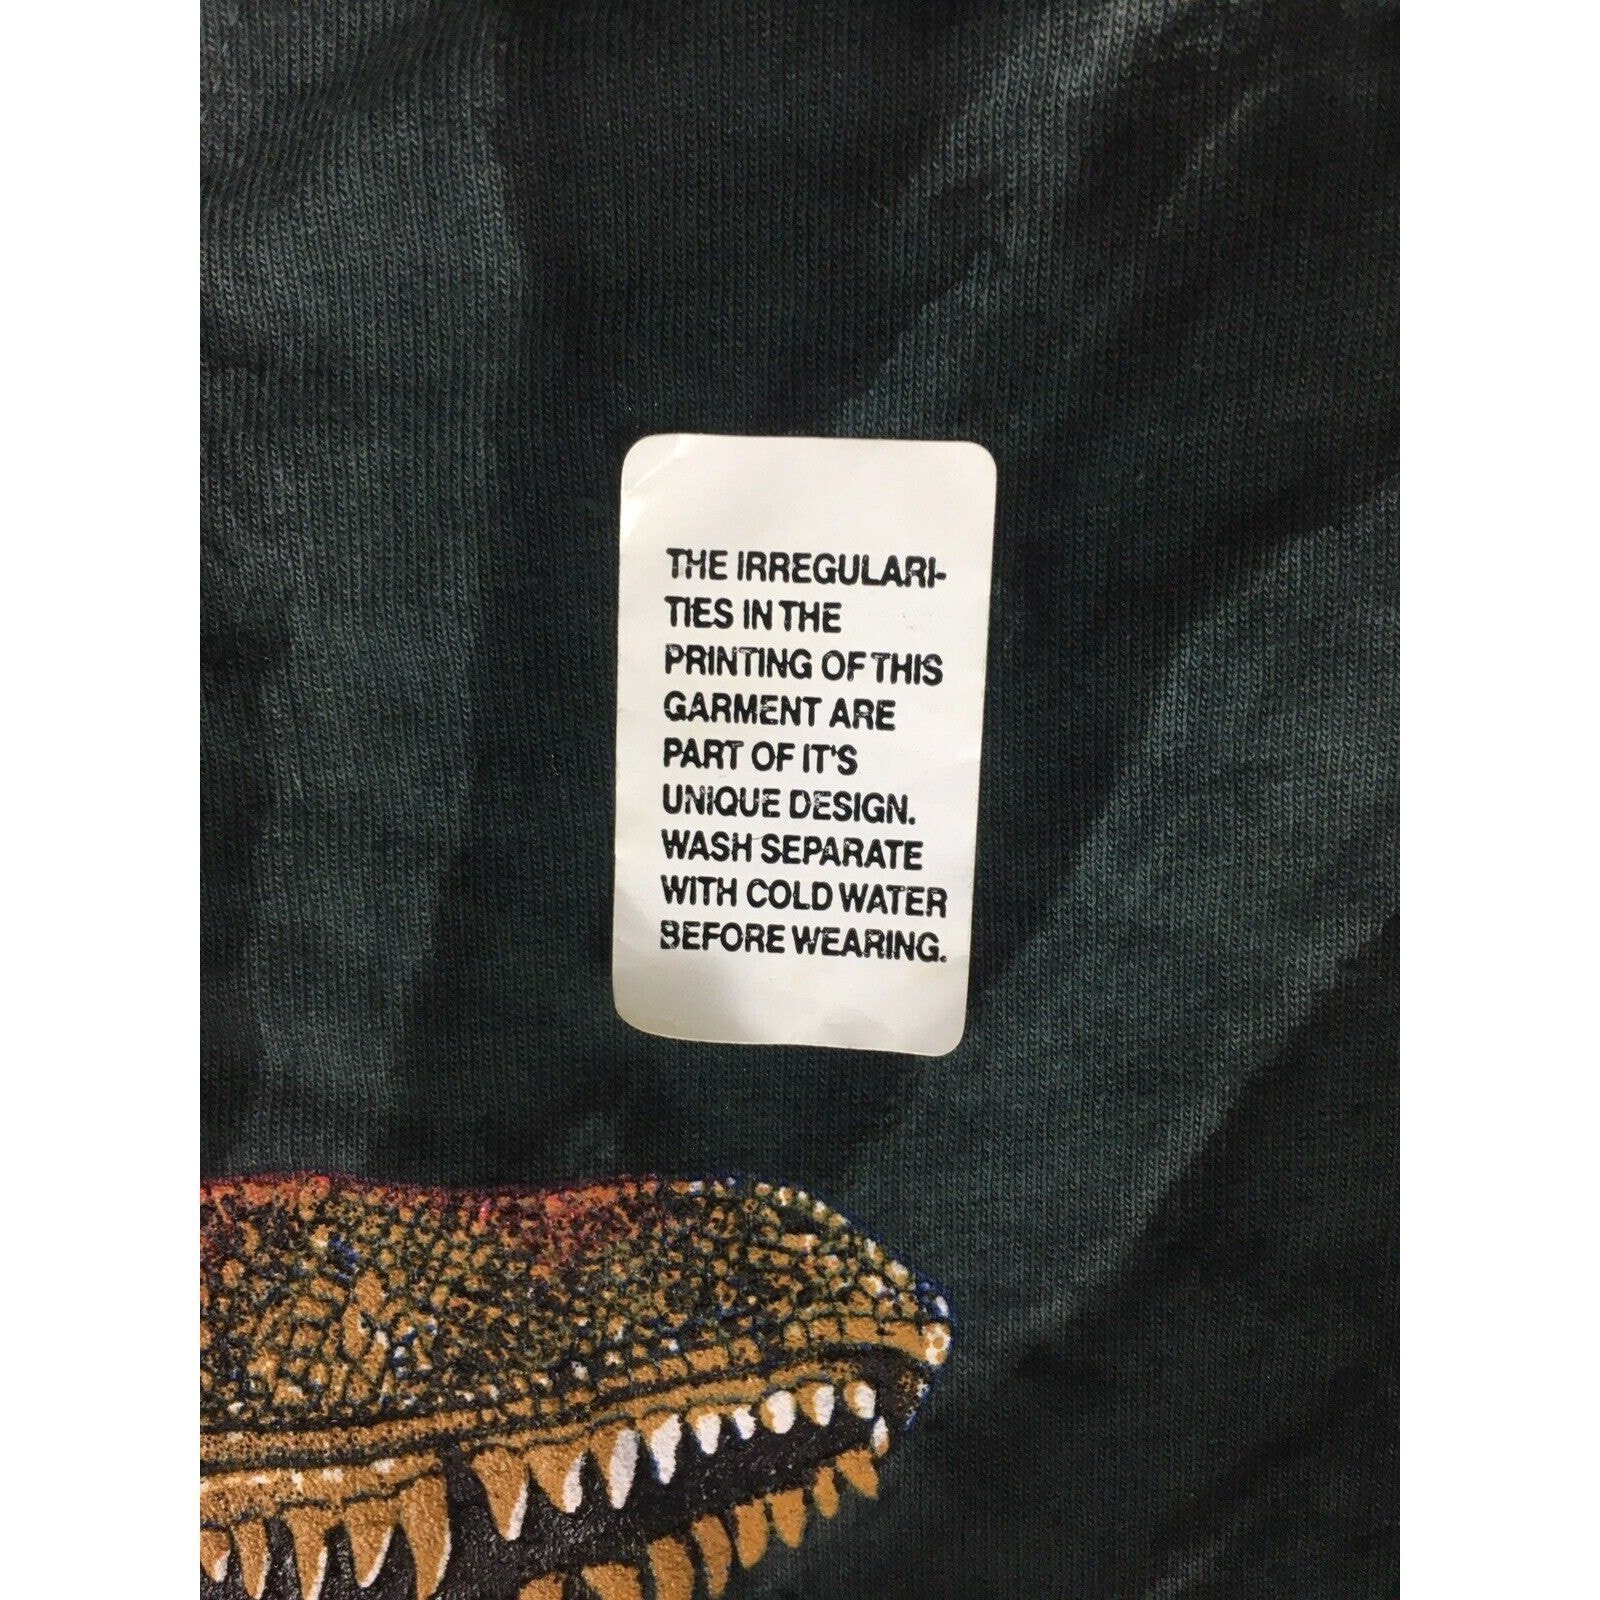 THE IRREGULARI-
TIES IN THE
PRINTING OF THIS
GARMENT ARE
PART OF IT'S
UNIQUE DESIGN.
WASH SEPARATE
WITH COLD WATER
BEFORE WEARING.